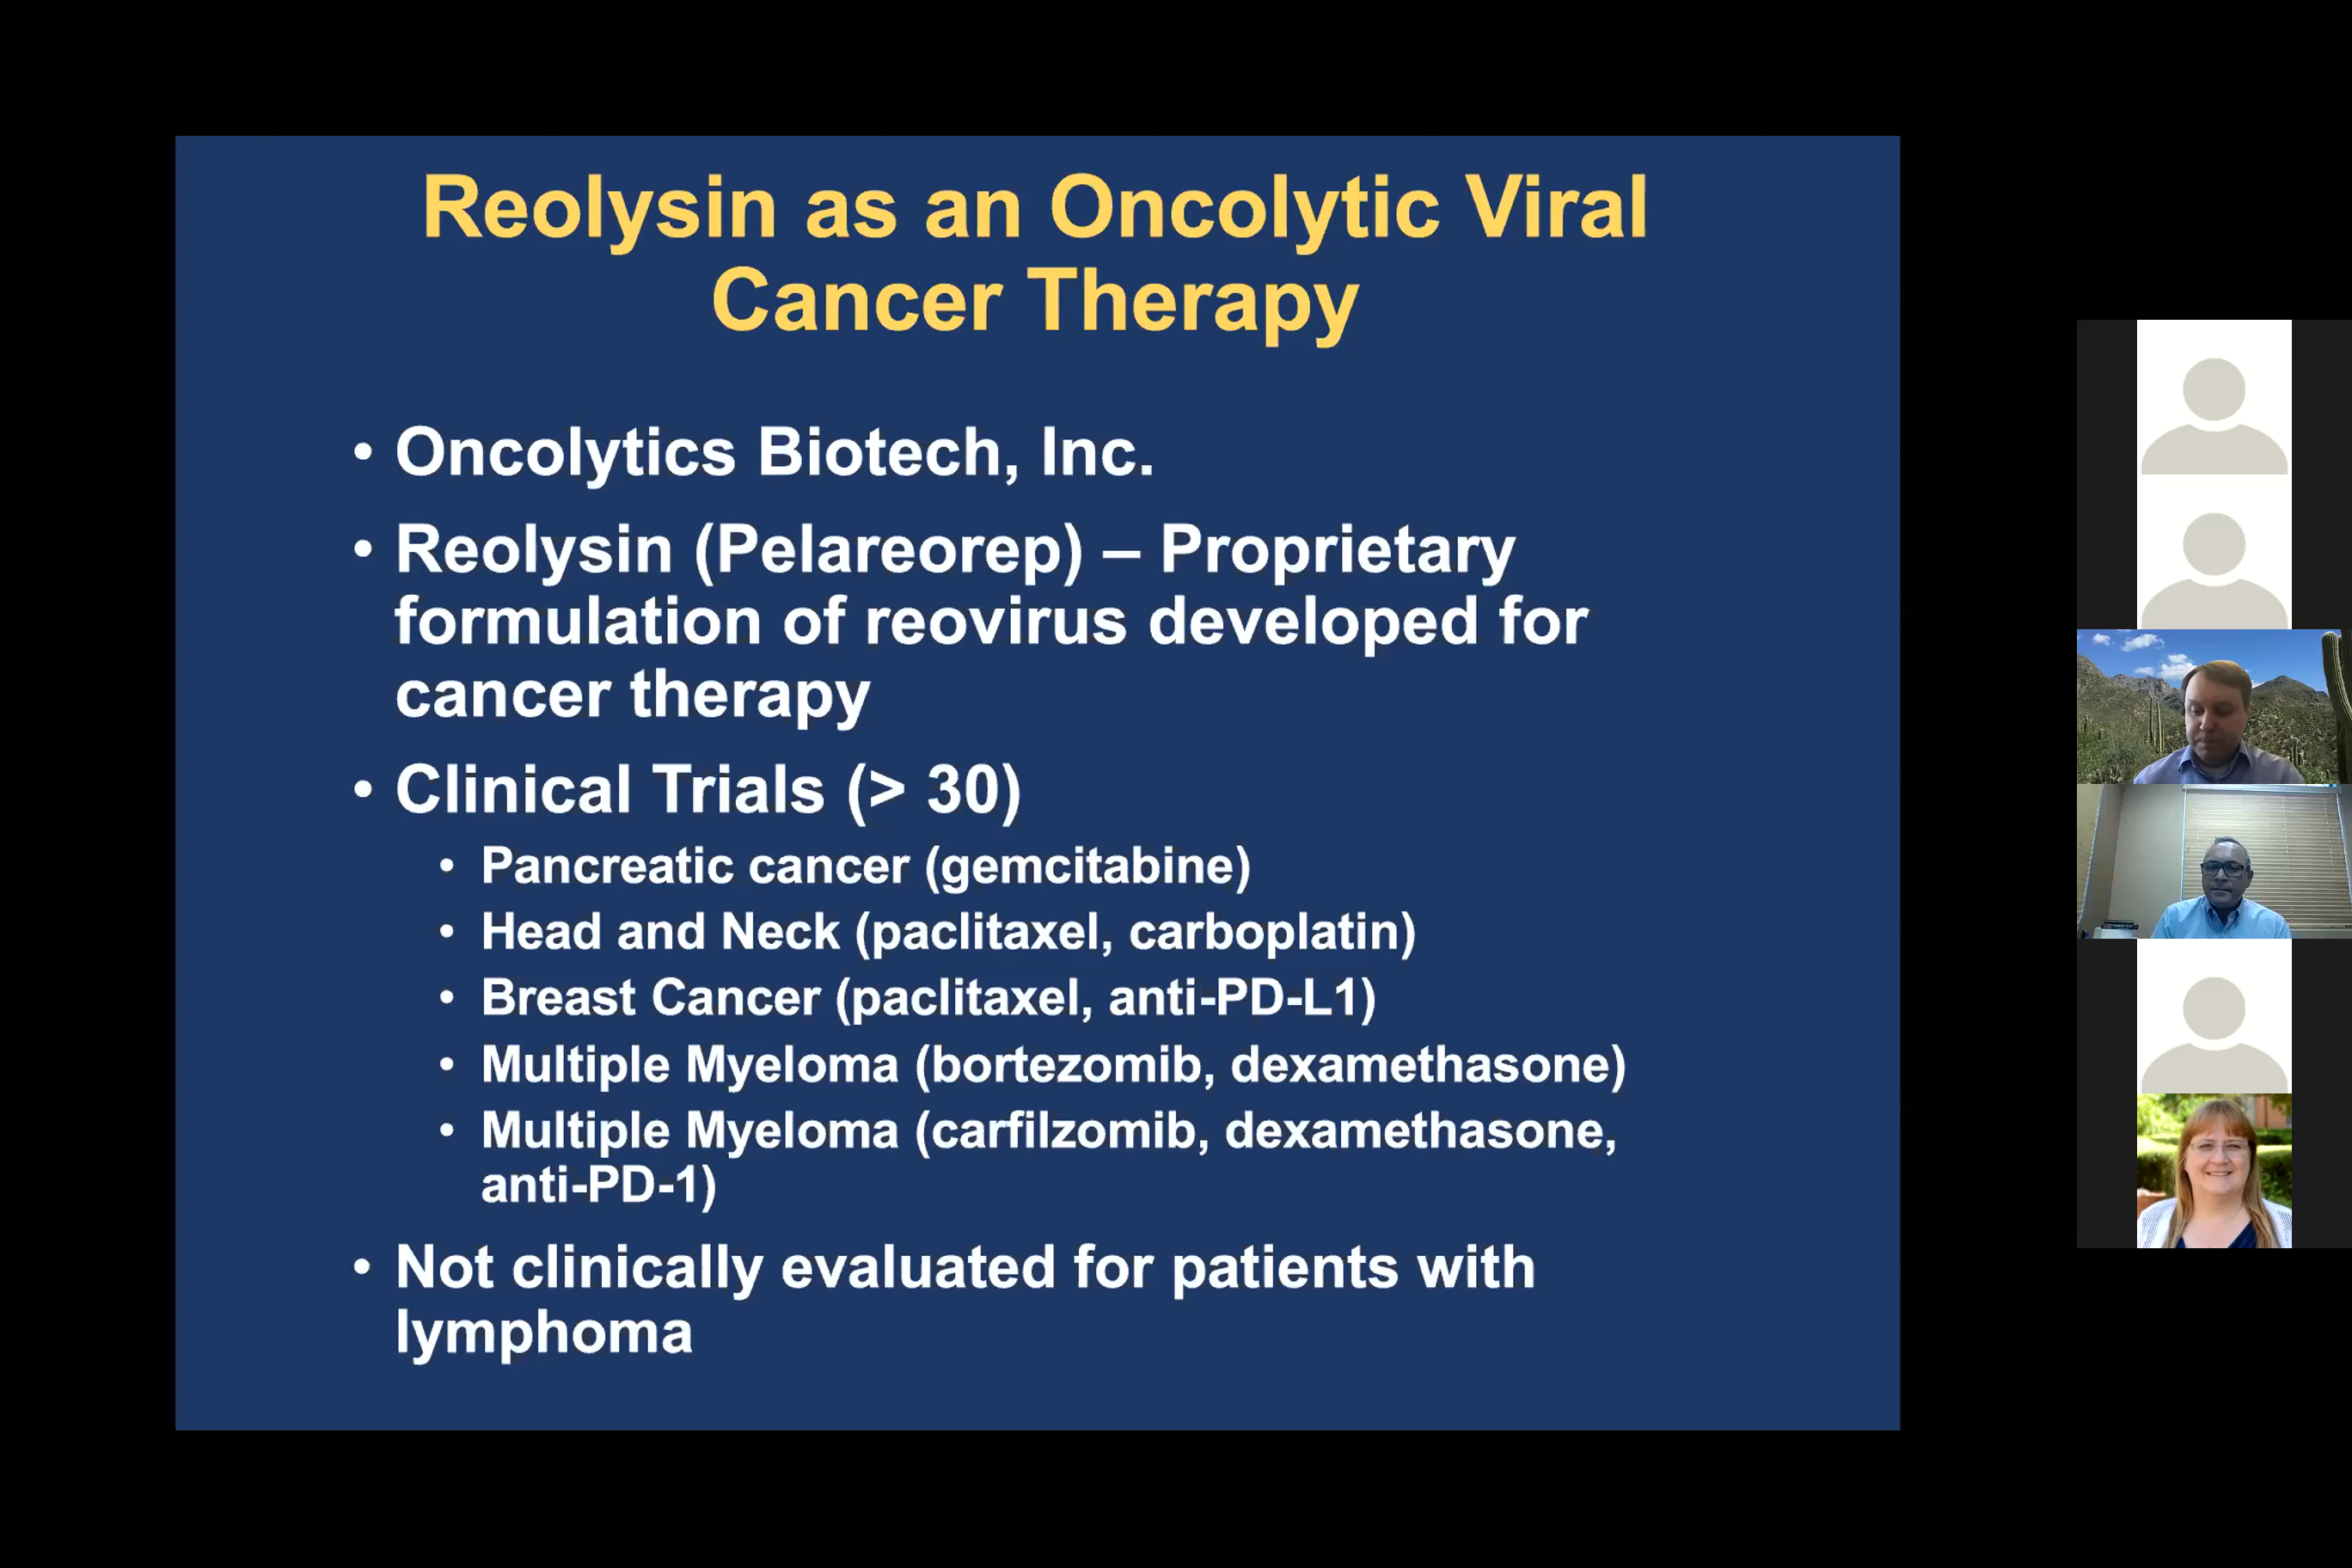 Reolysin as an Oncolytic Viral
Cancer Therapy
• Oncolytics Biotech, Inc.
• Reolysin (Pelareorep) – Proprietary
formulation of reovirus developed for
cancer therapy
• Clinical Trials (> 30)
• Pancreatic cancer (gemcitabine)
• Head and Neck (paclitaxel, carboplatin)
• Breast Cancer (paclitaxel, anti-PD-L1)
• Multiple Myeloma (bortezomib, dexamethasone)
• Multiple Myeloma (carfilzomib, dexamethasone,
anti-PD-1)
• Not clinically evaluated for patients with
lymphoma